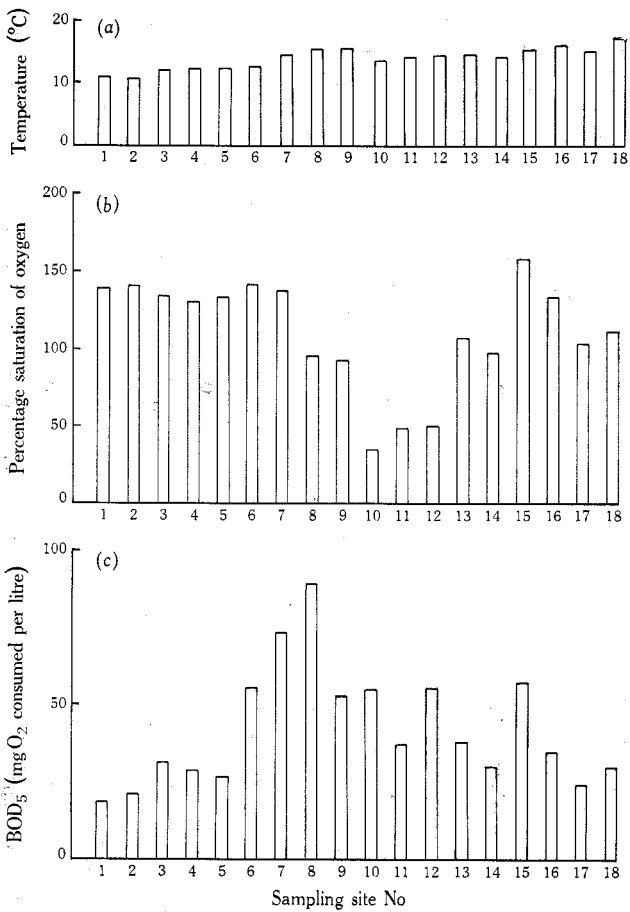 (a)
Temperature (°C)
20
10
0
1 2 3 4 5 6 7 8 9 10 11 12 13 14 15 16 17 18
(b)
Percentage saturation of oxygen
200
150
100
50
0
1 2 3 4 5 6 7 8 9 10 11 12 13 14 15 16 17 18
(c)
BOD5 (mg O2 consumed per litre)
100
50
0
1 2 3 4 5 6 7 8 9 10 11 12 13 14 15 16 17 18
Sampling site No